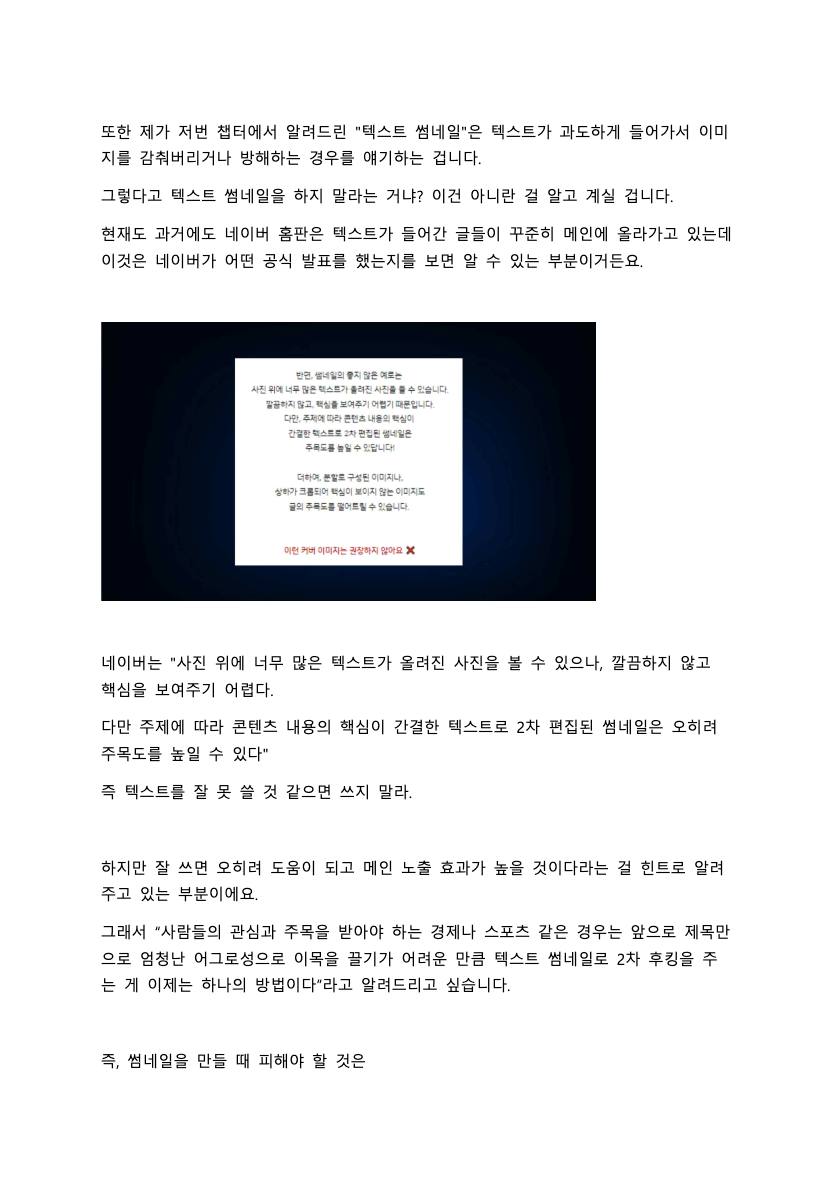 또한 제가 저번 챕터에서 알려드린 "텍스트 썸네일"은 텍스트가 과도하게 들어가서 이미
지를 감춰버리거나 방해하는 경우를 얘기하는 겁니다.
그렇다고 텍스트 썸네일을 하지 말라는 거냐? 이건 아니란 걸 알고 계실 겁니다.
현재도 과거에도 네이버 홈판은 텍스트가 들어간 글들이 꾸준히 메인에 올라가고 있는데
이것은 네이버가 어떤 공식 발표를 했는지를 보면 알 수 있는 부분이거든요.
반면, 썸네일의 좋지 않은 예로는
사진 위에 너무 많은 텍스트가 올려진 사진을 들 수 있습니다.
깔끔하지 않고, 핵심을 보여주기 어렵기 때문입니다.
다만, 주제에 따라 콘텐츠 내용의 핵심이
간결한 텍스트로 2차 편집된 썸네일은
주목도를 높일 수 있답니다!
더하여, 분할로 구성된 이미지나,
상하가 크롭되어 핵심이 보이지 않는 이미지도
글의 주목도를 떨어트릴 수 있습니다.
이런 커버 이미지는 권장하지 않아요 ❌
네이버는 "사진 위에 너무 많은 텍스트가 올려진 사진을 볼 수 있으나, 깔끔하지 않고
핵심을 보여주기 어렵다.
다만 주제에 따라 콘텐츠 내용의 핵심이 간결한 텍스트로 2차 편집된 썸네일은 오히려
주목도를 높일 수 있다"
즉 텍스트를 잘 못 쓸 것 같으면 쓰지 말라.
하지만 잘 쓰면 오히려 도움이 되고 메인 노출 효과가 높을 것이다라는 걸 힌트로 알려
주고 있는 부분이에요.
그래서 “사람들의 관심과 주목을 받아야 하는 경제나 스포츠 같은 경우는 앞으로 제목만
으로 엄청난 어그로성으로 이목을 끌기가 어려운 만큼 텍스트 썸네일로 2차 후킹을 주
는 게 이제는 하나의 방법이다”라고 알려드리고 싶습니다.
즉, 썸네일을 만들 때 피해야 할 것은